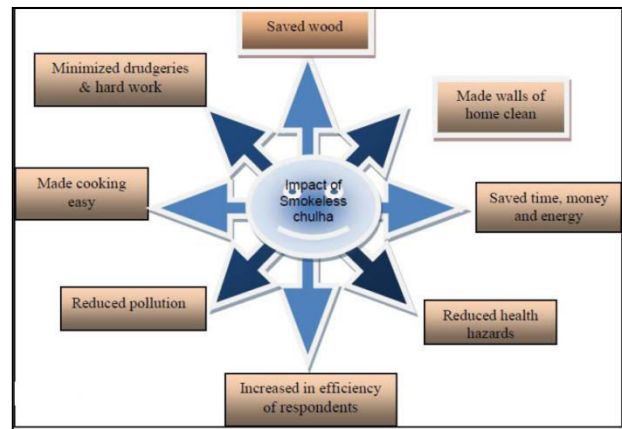 Saved wood
Minimized drudgeries
& hard work
Made walls of
home clean
Impact of
Smokeless
chulha
Made cooking
easy
Saved time, money
and energy
Reduced pollution
Reduced health
hazards
Increased in efficiency
of respondents